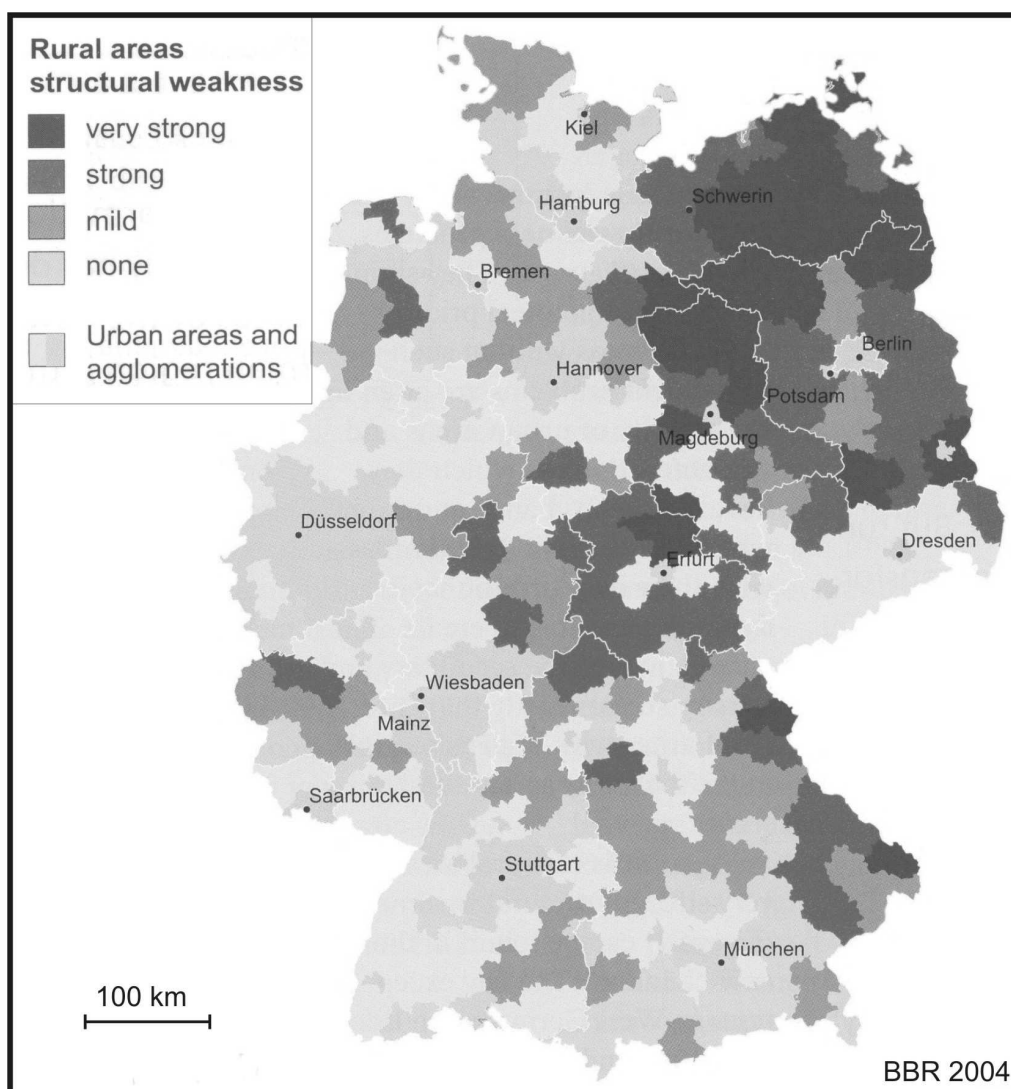 Rural areas
structural weakness
very strong
strong
mild
none
Urban areas and
agglomerations
Kiel
Schwerin
Hamburg
Bremen
Berlin
Hannover
Potsdam
Magdeburg
Düsseldorf
Dresden
Erfurt
Wiesbaden
Mainz
Saarbrücken
Stuttgart
München
100 km
BBR 2004